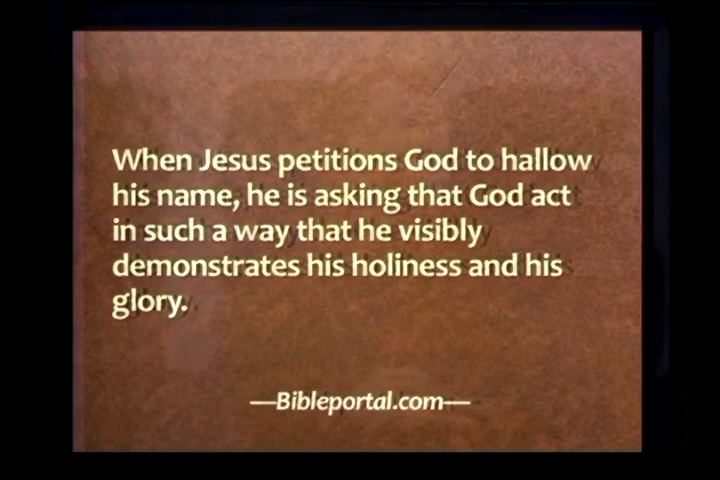 When Jesus petitions God to hallow
his name, he is asking that God act
in such a way that he visibly
demonstrates his holiness and his
glory.
—Bibleportal.com—